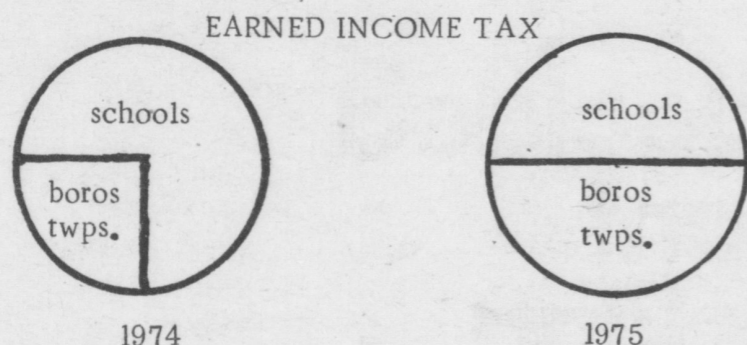 EARNED INCOME TAX
schools
boros
twps.
1974
schools
boros
twps.
1975